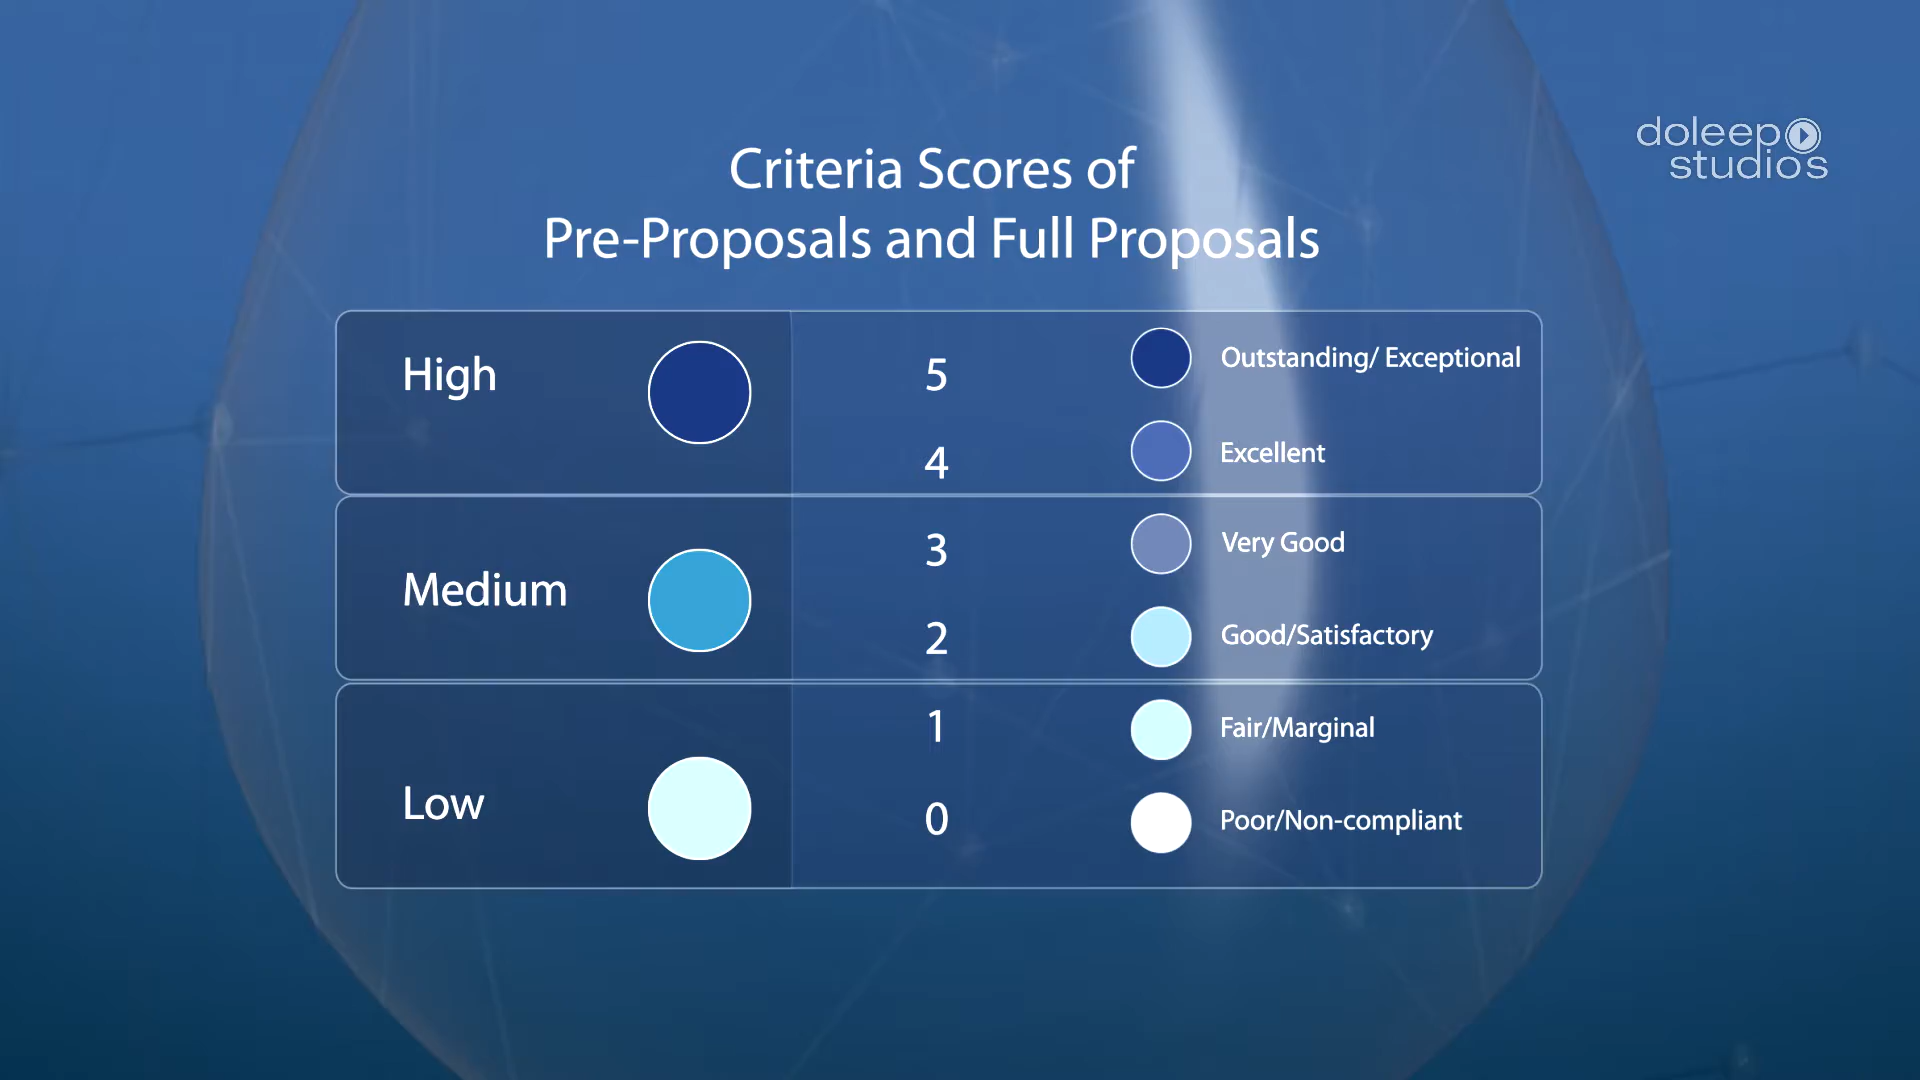 doleep
studios
Criteria Scores of
Pre-Proposals and Full Proposals
High
5
Outstanding/ Exceptional
4
Excellent
Medium
3
Very Good
2
Good/Satisfactory
Low
1
Fair/Marginal
0
Poor/Non-compliant